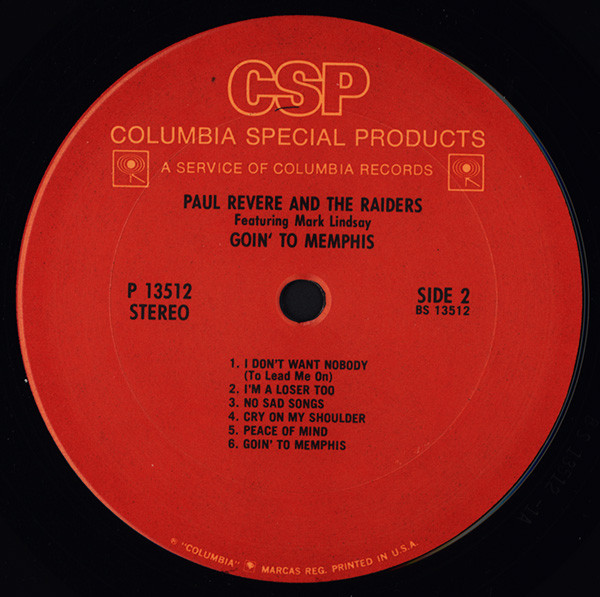 CSP
COLUMBIA SPECIAL PRODUCTS
A SERVICE OF COLUMBIA RECORDS
PAUL REVERE AND THE RAIDERS
Featuring Mark Lindsay
GOIN' TO MEMPHIS
P 13512
STEREO
SIDE 2
BS 13512
1. I DON'T WANT NOBODY
(To Lead Me On)
2. I'M A LOSER TOO
3. NO SAD SONGS
4. CRY ON MY SHOULDER
5. PEACE OF MIND
6. GOIN' TO MEMPHIS
"COLUMBIA" MARCAS REG. PRINTED IN U.S.A.